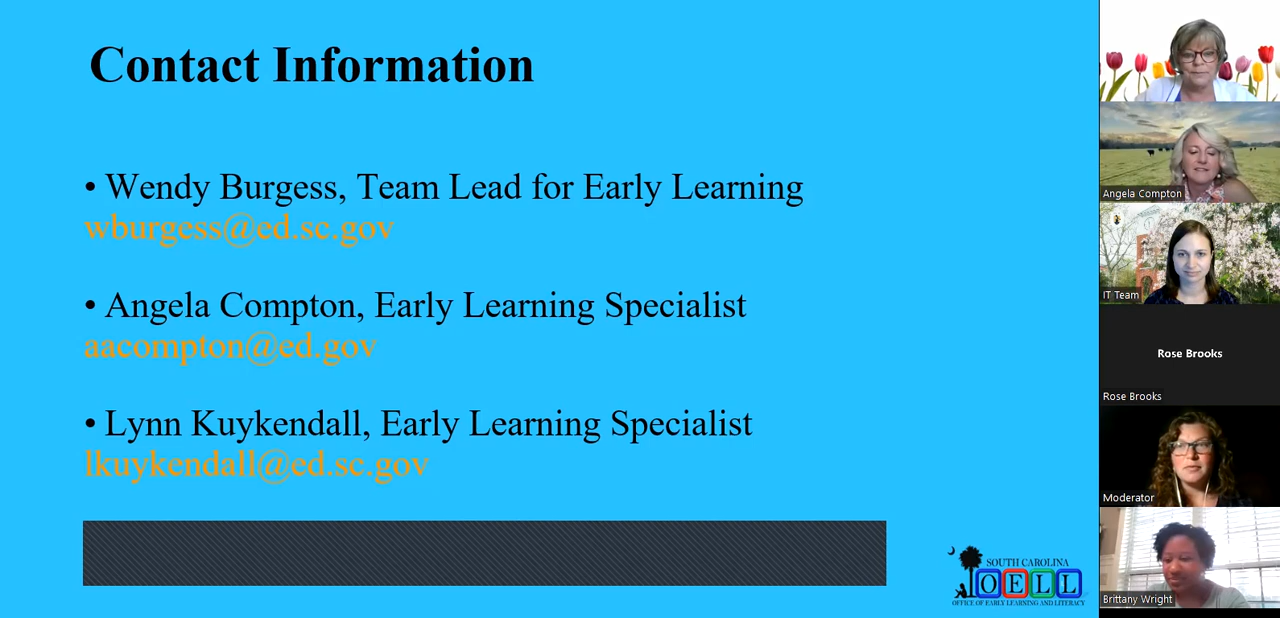 Contact Information
• Wendy Burgess, Team Lead for Early Learning
wburgess@ed.sc.gov
• Angela Compton, Early Learning Specialist
aacompton@ed.gov
• Lynn Kuykendall, Early Learning Specialist
lkuykendall@ed.sc.gov
SOUTH CAROLINA
OELL
OFFICE OF EARLY LEARNING AND LITERACY
Angela Compton
IT Team
Rose Brooks
Rose Brooks
Moderator
Brittany Wright